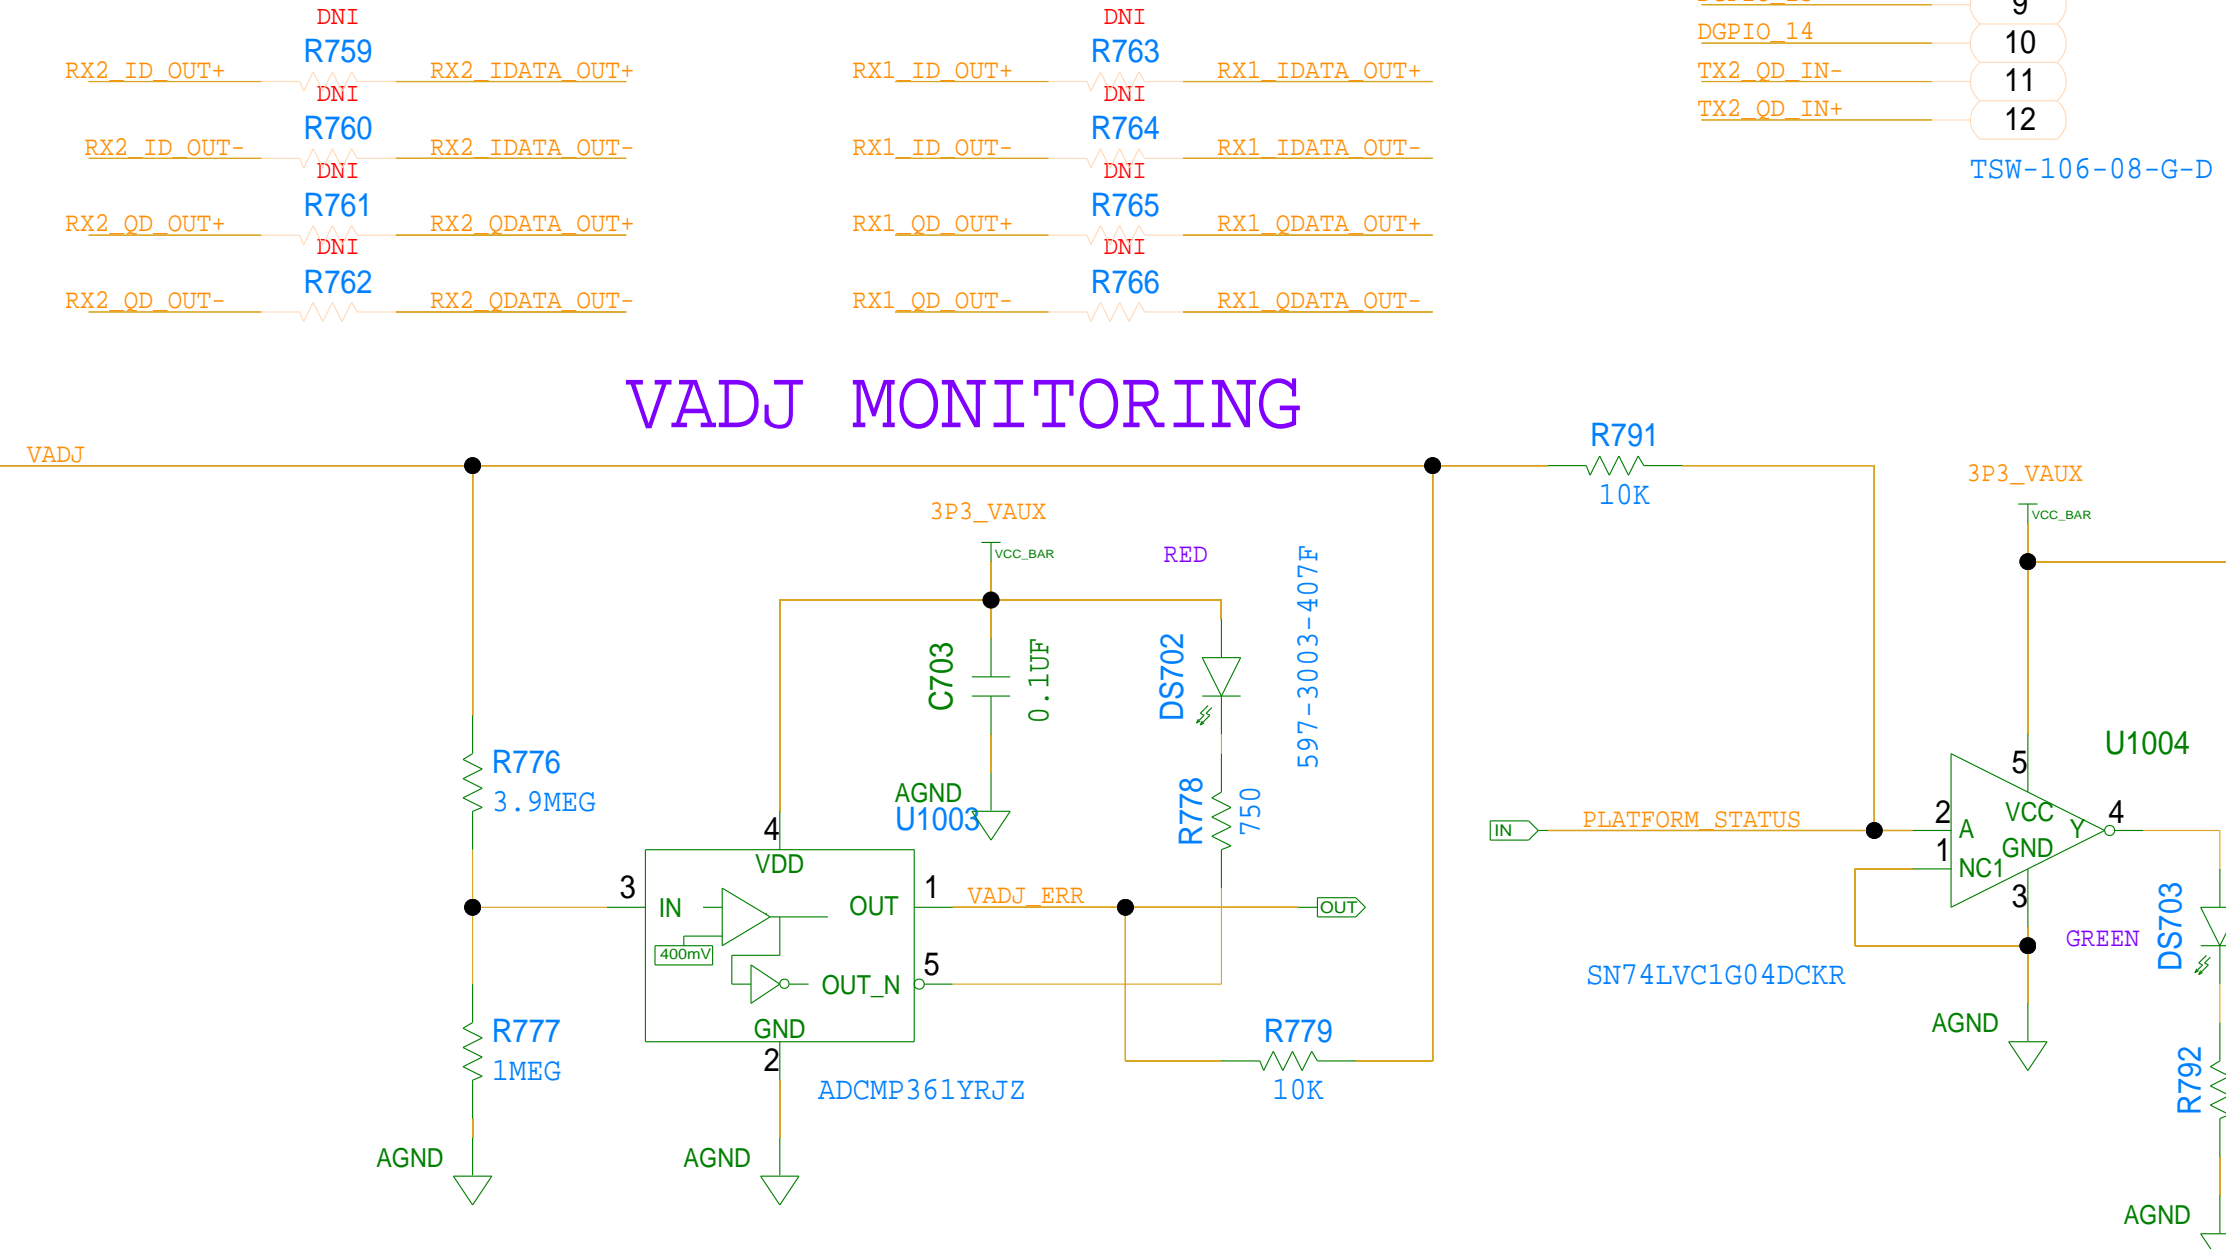 DNI
R759
RX2_ID_OUT+
RX2_IDATA_OUT+
DNI
R760
RX2_ID_OUT-
RX2_IDATA_OUT-
DNI
R761
RX2_QD_OUT+
RX2_QDATA_OUT+
DNI
R762
RX2_QD_OUT-
RX2_QDATA_OUT-
DNI
R763
RX1_ID_OUT+
RX1_IDATA_OUT+
DNI
R764
RX1_ID_OUT-
RX1_IDATA_OUT-
DNI
R765
RX1_QD_OUT+
RX1_QDATA_OUT+
DNI
R766
RX1_QD_OUT-
RX1_QDATA_OUT-
9
DGPIO_14
10
TX2_QD_IN-
11
TX2_QD_IN+
12
TSW-106-08-G-D
VADJ MONITORING
VADJ
R791
10K
3P3_VAUX
VCC_BAR
RED
597-3003-407F
DS702
C703
0.1UF
R776
3.9MEG
AGND
U1003
R778
750
4
VDD
3
IN
OUT
1
VADJ_ERR
OUT
400mV
OUT_N
5
GND
2
R777
1MEG
ADCMP361YRJZ
R779
10K
AGND
AGND
3P3_VAUX
VCC_BAR
U1004
5
IN
PLATFORM_STATUS
2
A
VCC
Y
4
1
NC1
GND
3
GREEN
DS703
SN74LVC1G04DCKR
AGND
R792
AGND